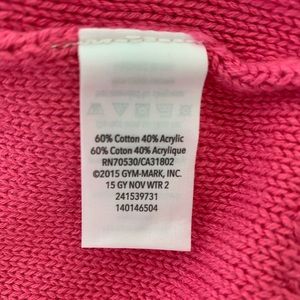 60% Cotton 40% Acrylic
60% Coton 40% Acrylique
RN70530/CA31802
©2015 GYM-MARK, INC.
15 GY NOV WTR 2
241539731
140146504